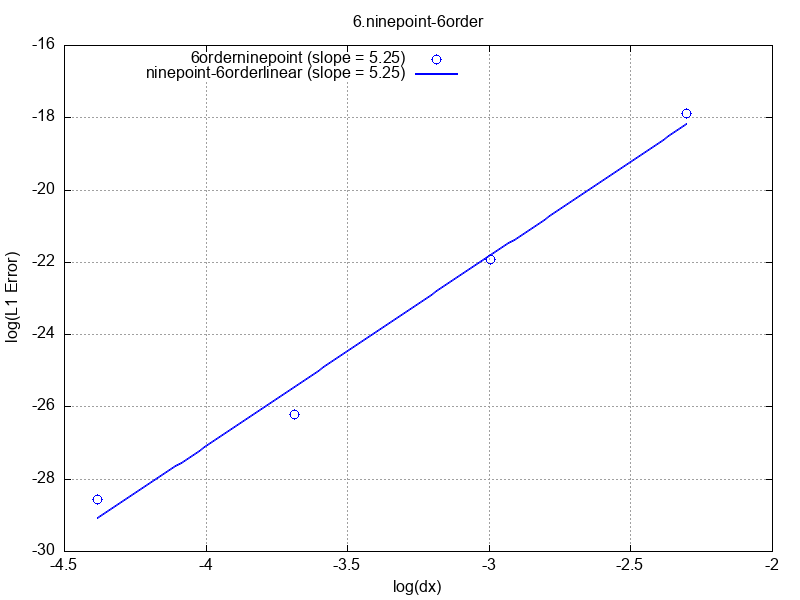 6.ninepoint-6order
6orderninepoint (slope = 5.25)
ninepoint-6orderlinear (slope = 5.25)
-16
-18
-20
-22
-24
-26
-28
-30
log(L1 Error)
-4.5 -4 -3.5 -3 -2.5 -2
log(dx)